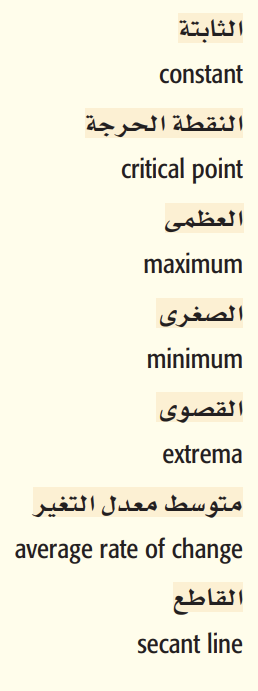 الثابتة
constant
النقطة الحرجة
critical point
العظمى
maximum
الصغرى
minimum
القصوى
extrema
متوسط معدل التغير
average rate of change
القاطع
secant line